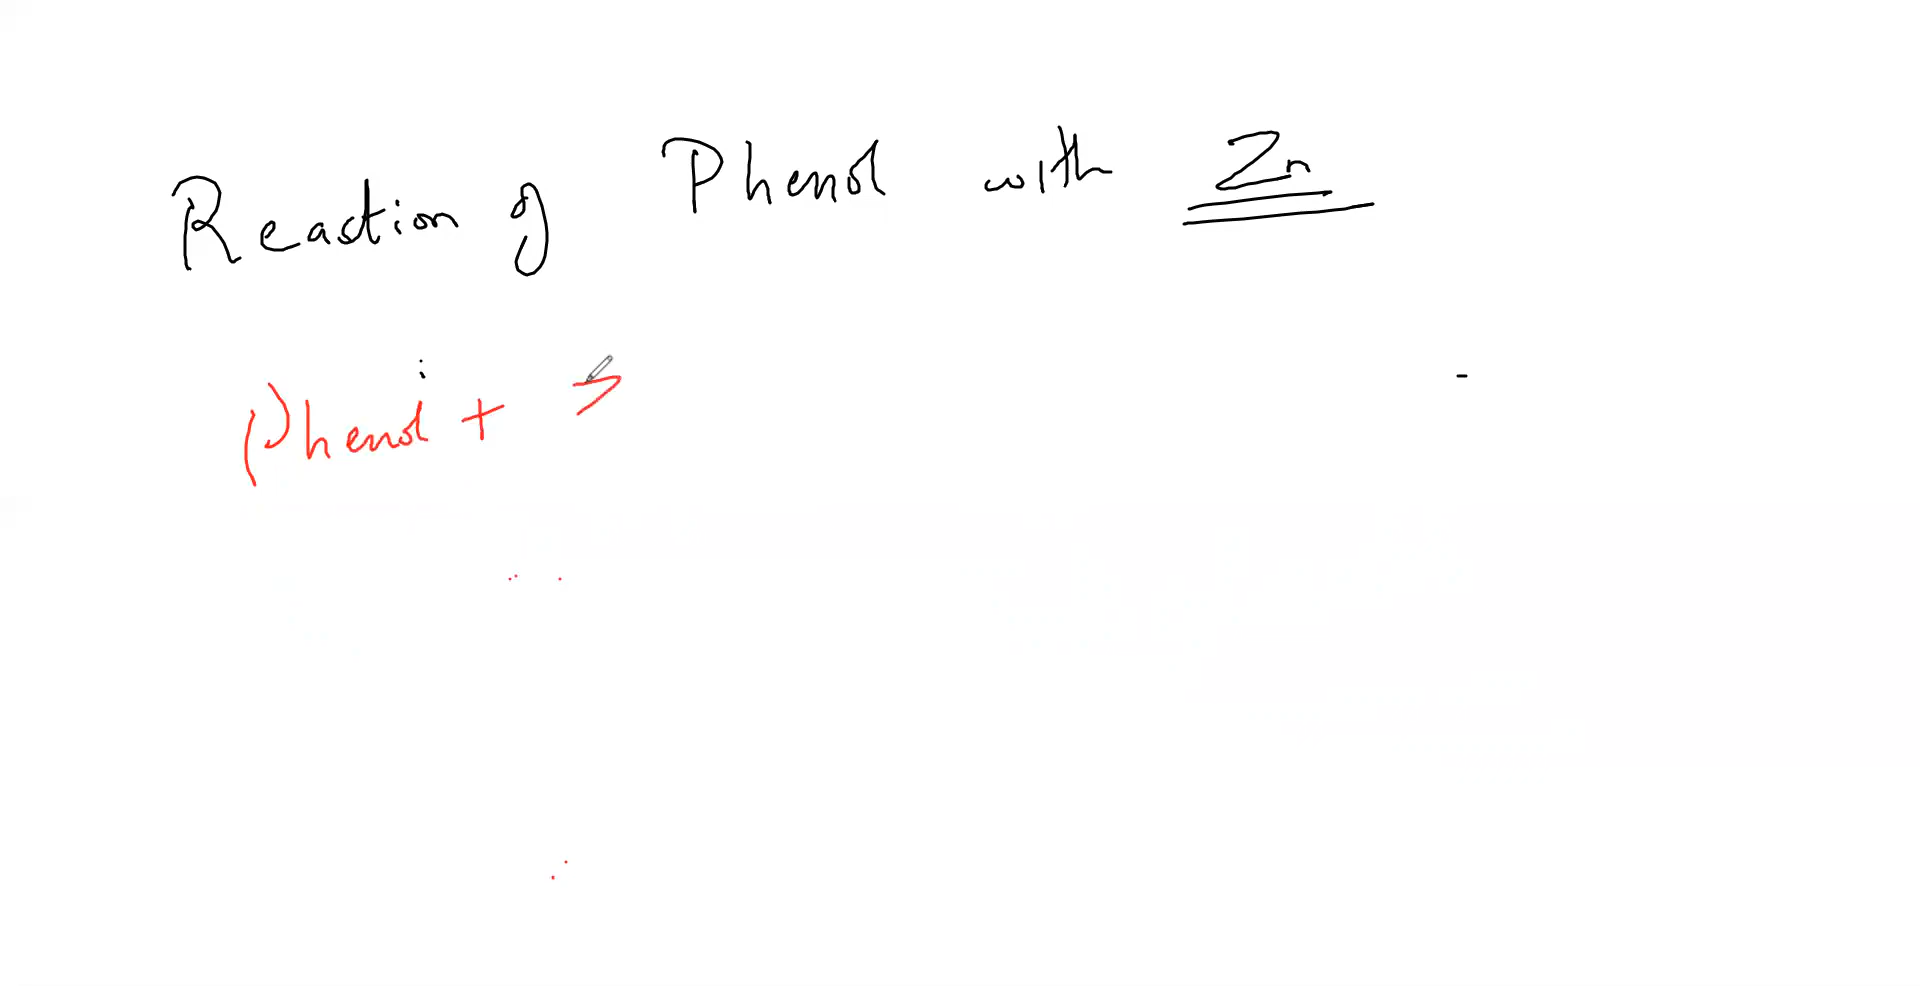 Reaction of Phenol with Zn
Phenol +